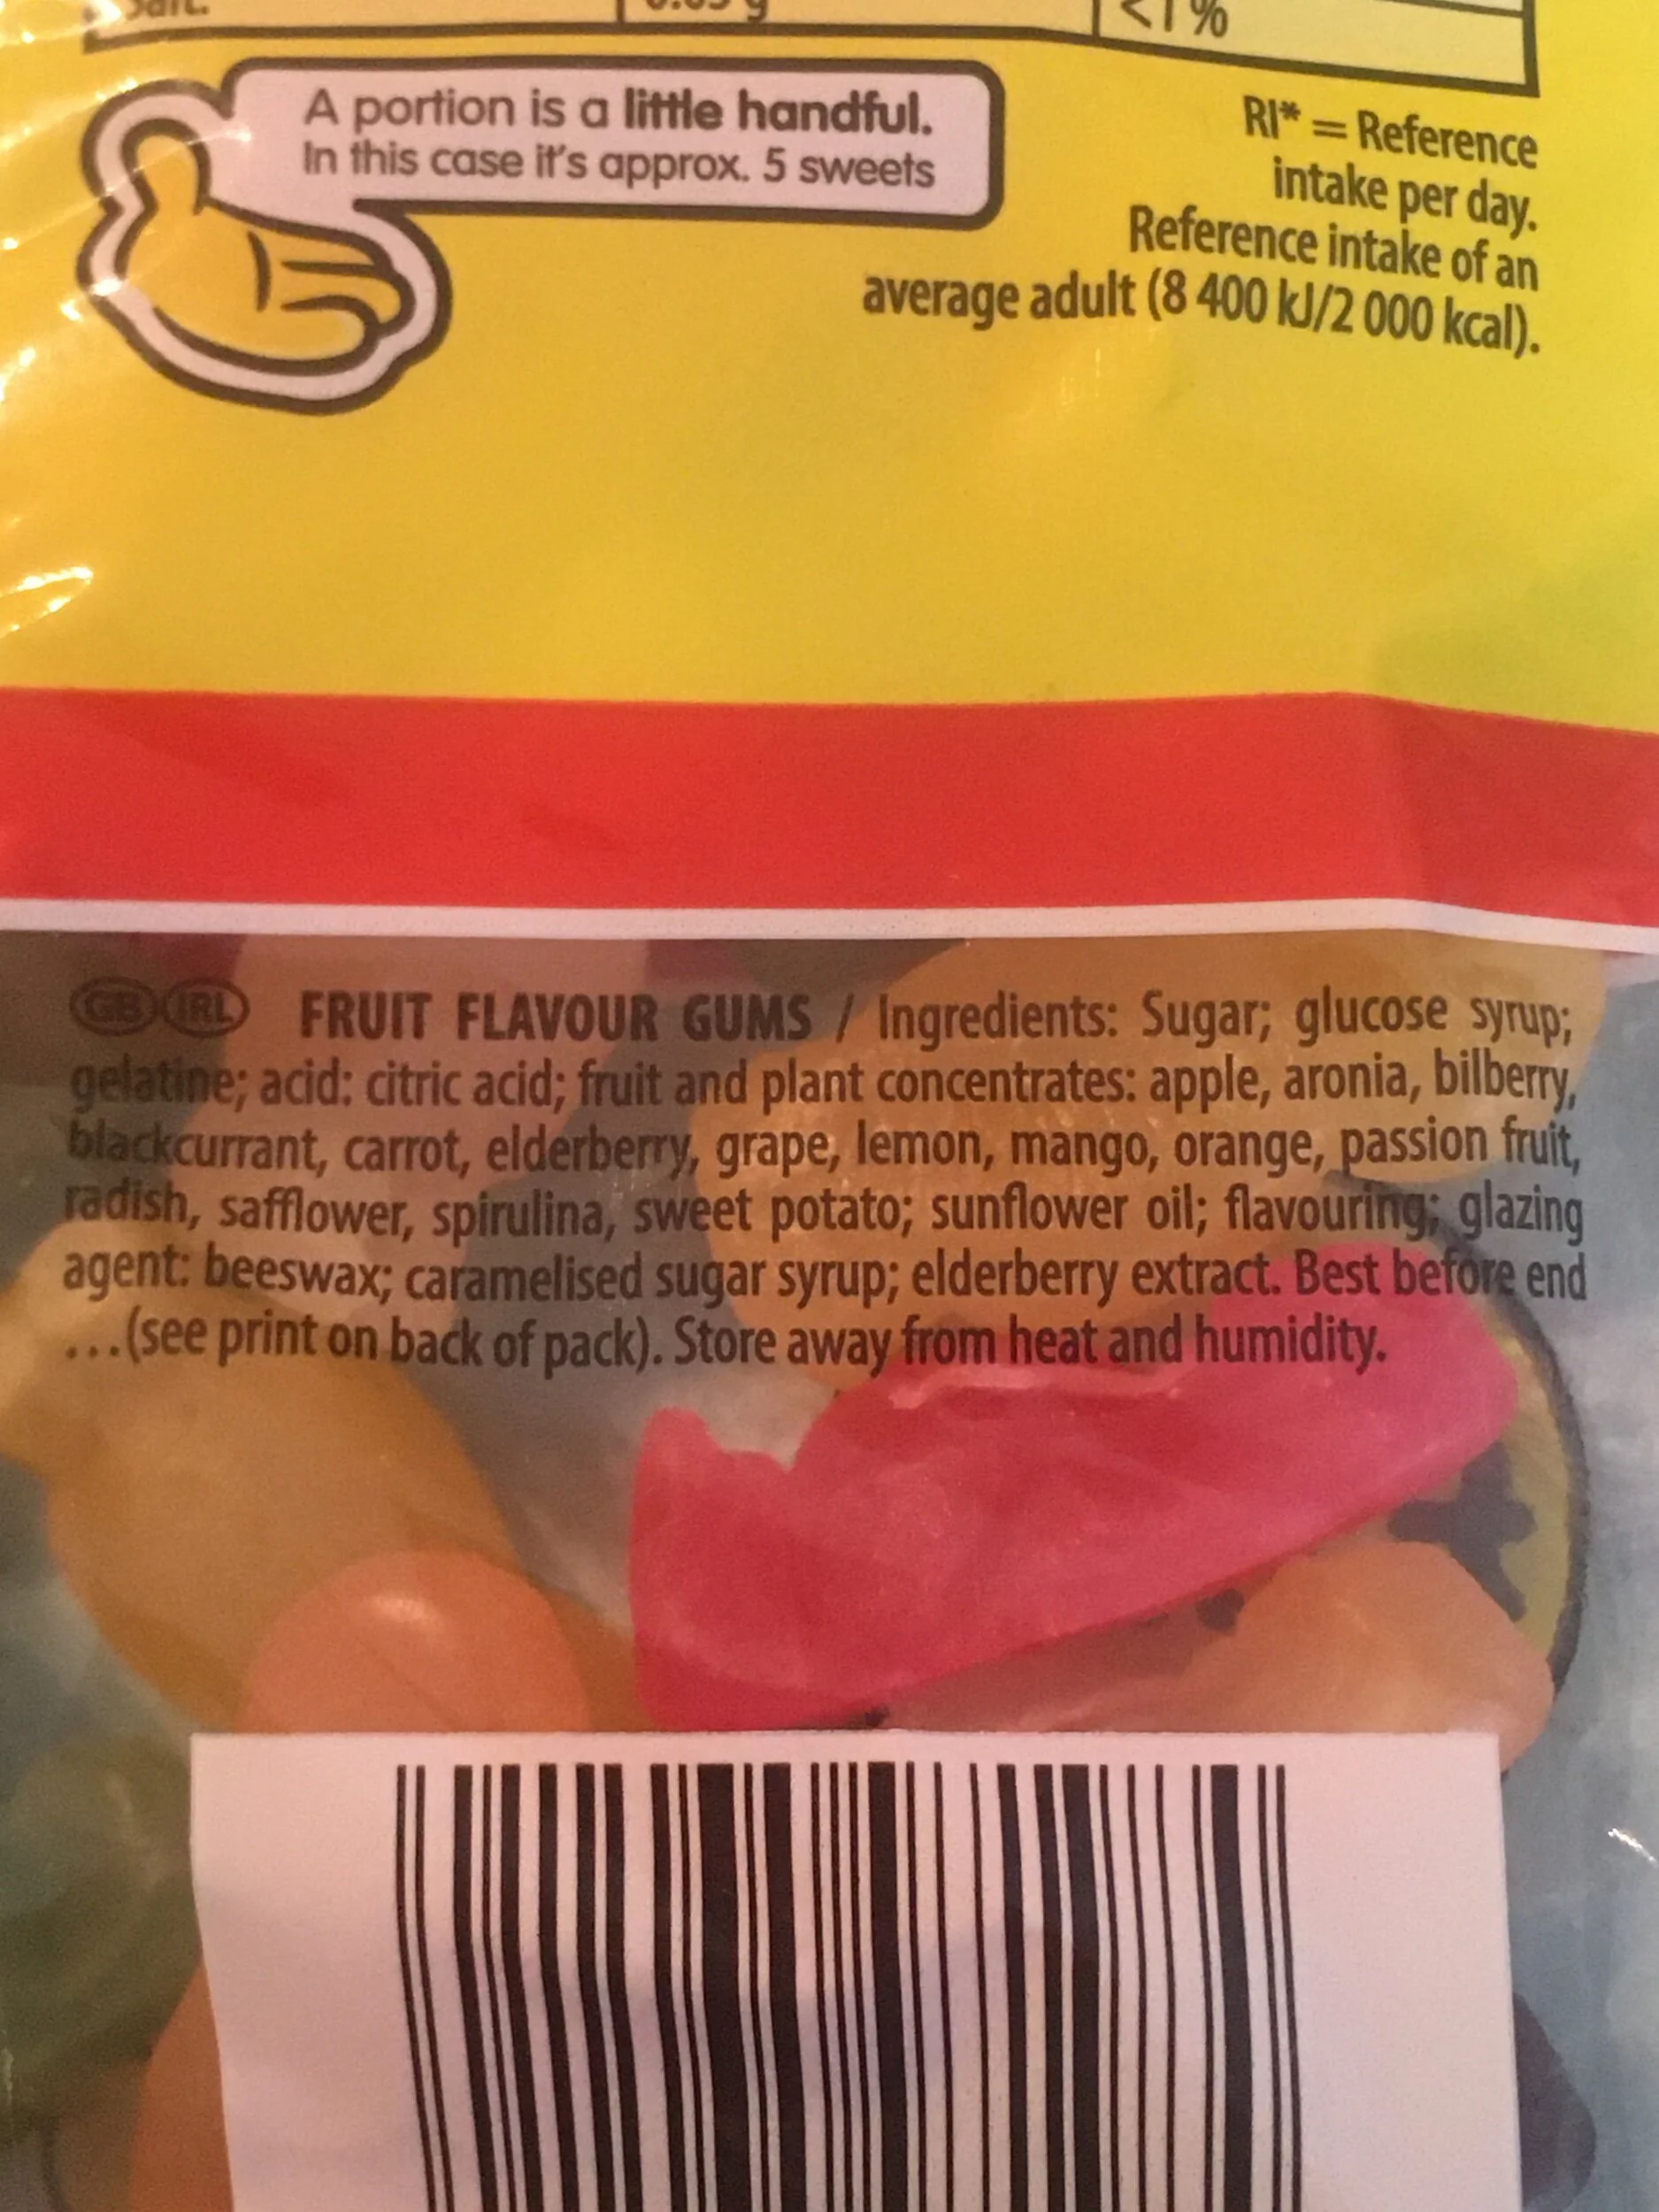 Salt:
<1%
A portion is a little handful.
In this case it's approx. 5 sweets
RI* = Reference
intake per day.
Reference intake of an
average adult (8 400 kJ/2 000 kcal).
GB IRL FRUIT FLAVOUR GUMS / Ingredients: Sugar; glucose syrup;
gelatine; acid: citric acid; fruit and plant concentrates: apple, aronia, bilberry,
blackcurrant, carrot, elderberry, grape, lemon, mango, orange, passion fruit,
radish, safflower, spirulina, sweet potato; sunflower oil; flavouring; glazing
agent: beeswax; caramelised sugar syrup; elderberry extract. Best before end
...(see print on back of pack). Store away from heat and humidity.